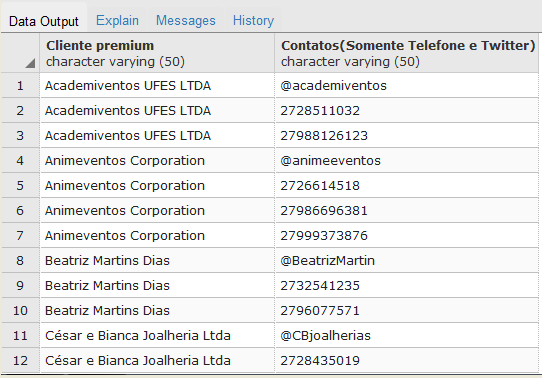 Data Output Explain Messages History
Cliente premium Contatos(Somente Telefone e Twitter)
character varying (50) character varying (50)
1 Academiventos UFES LTDA @academiventos
2 Academiventos UFES LTDA 2728511032
3 Academiventos UFES LTDA 27988126123
4 Animeventos Corporation @animeeventos
5 Animeventos Corporation 2726614518
6 Animeventos Corporation 27986696381
7 Animeventos Corporation 27999373876
8 Beatriz Martins Dias @BeatrizMartin
9 Beatriz Martins Dias 2732541235
10 Beatriz Martins Dias 2796077571
11 César e Bianca Joalheria Ltda @CBjoalherias
12 César e Bianca Joalheria Ltda 2728435019